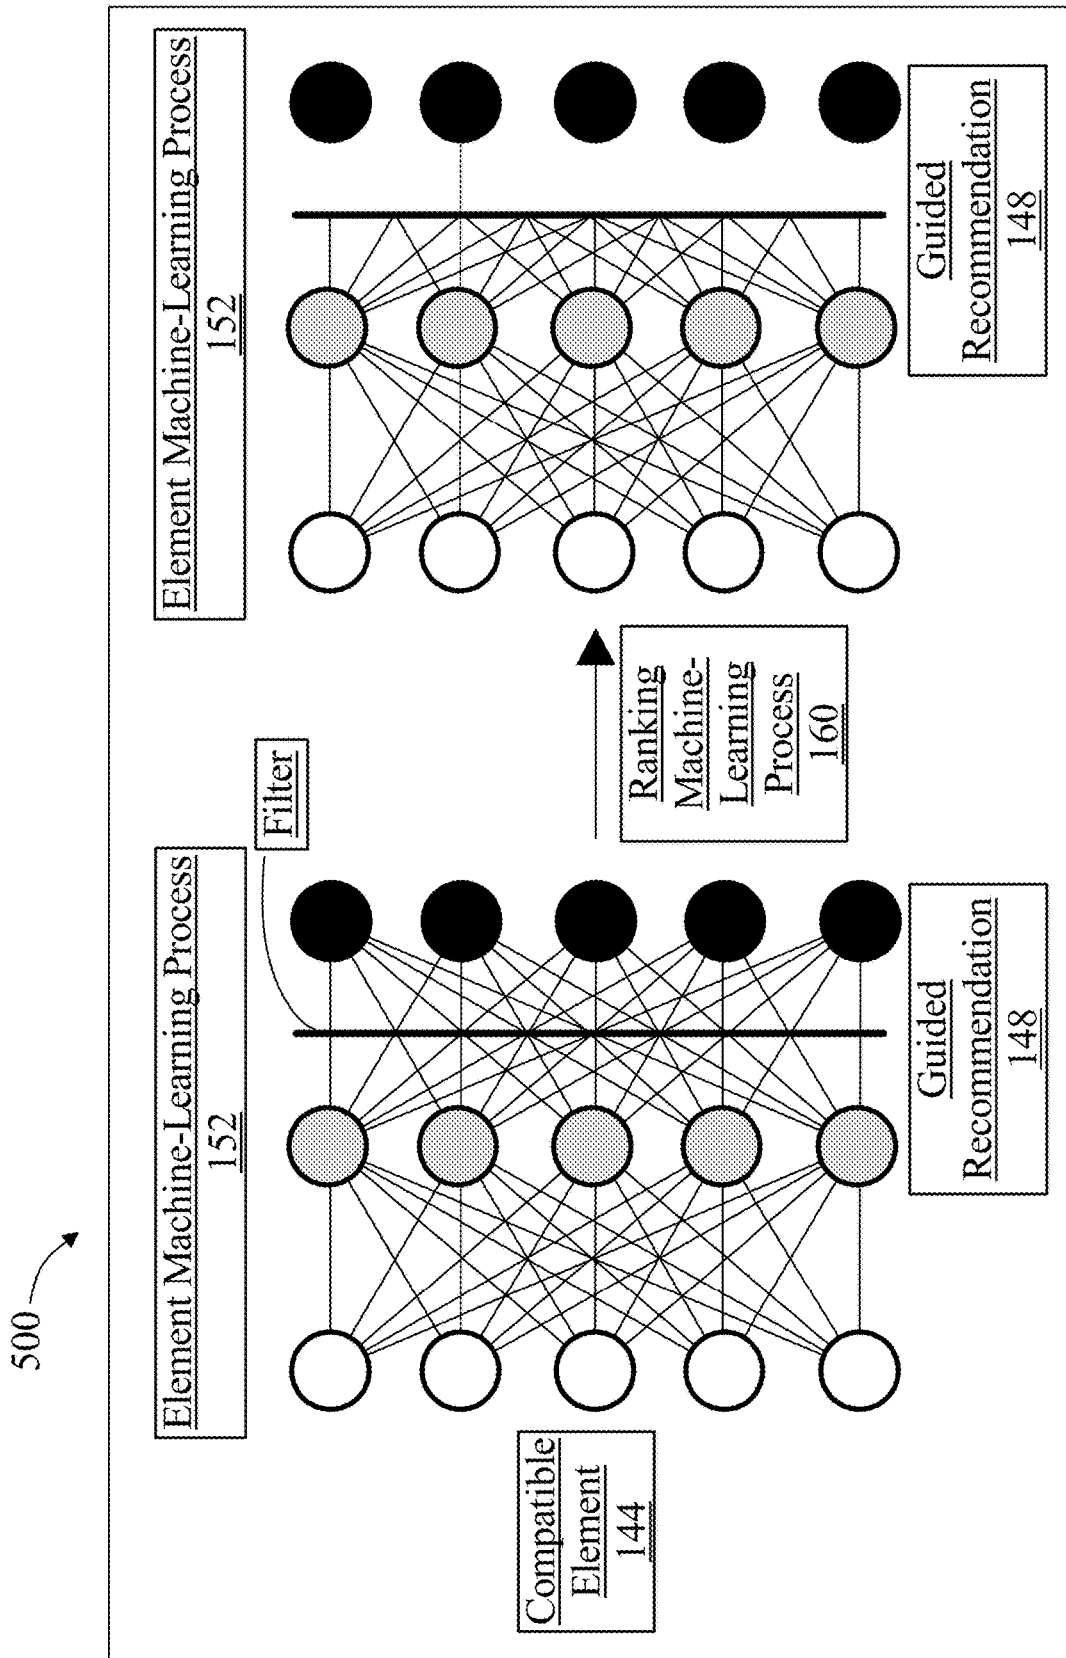 500
Element Machine-Learning Process
152
Filter
Element Machine-Learning Process
152
Compatible
Element
144
Ranking
Machine-
Learning
Process
160
Guided
Recommendation
148
Guided
Recommendation
148